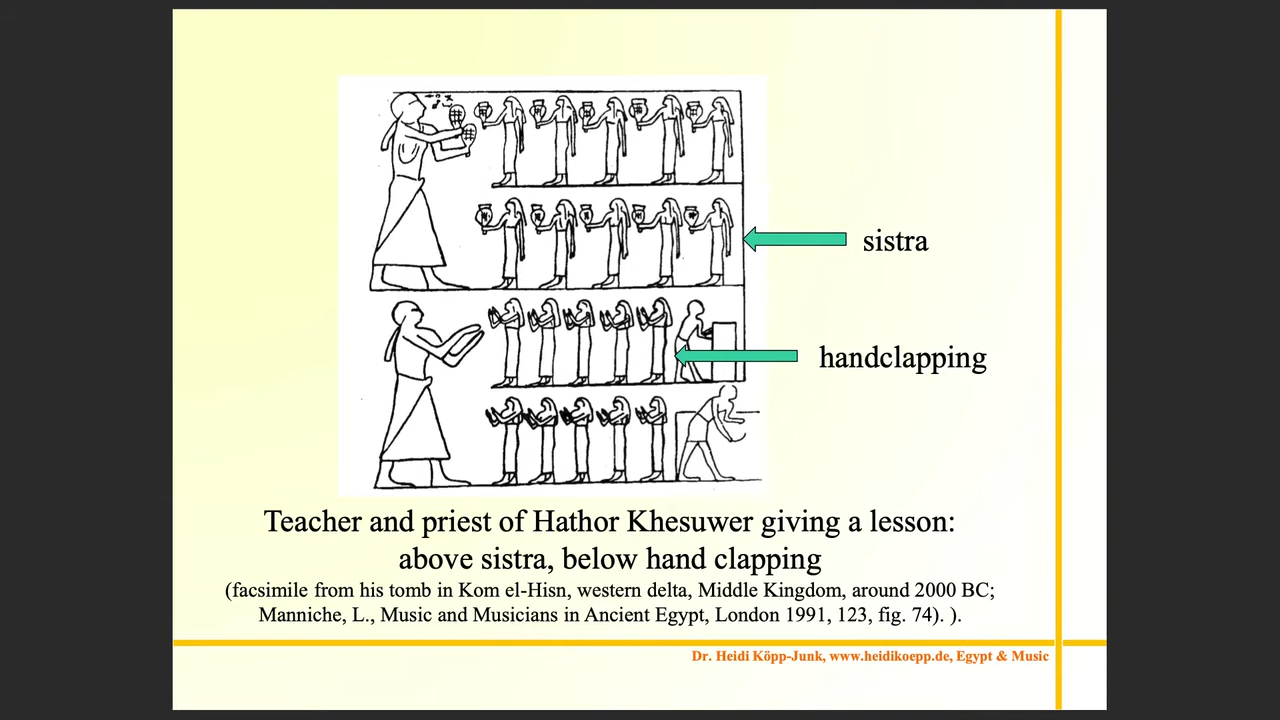 sistra
handclapping
Teacher and priest of Hathor Khesuwer giving a lesson:
above sistra, below hand clapping
(facsimile from his tomb in Kom el-Hisn, western delta, Middle Kingdom, around 2000 BC;
Manniche, L., Music and Musicians in Ancient Egypt, London 1991, 123, fig. 74). ).
Dr. Heidi Köpp-Junk, www.heidikoepp.de, Egypt & Music